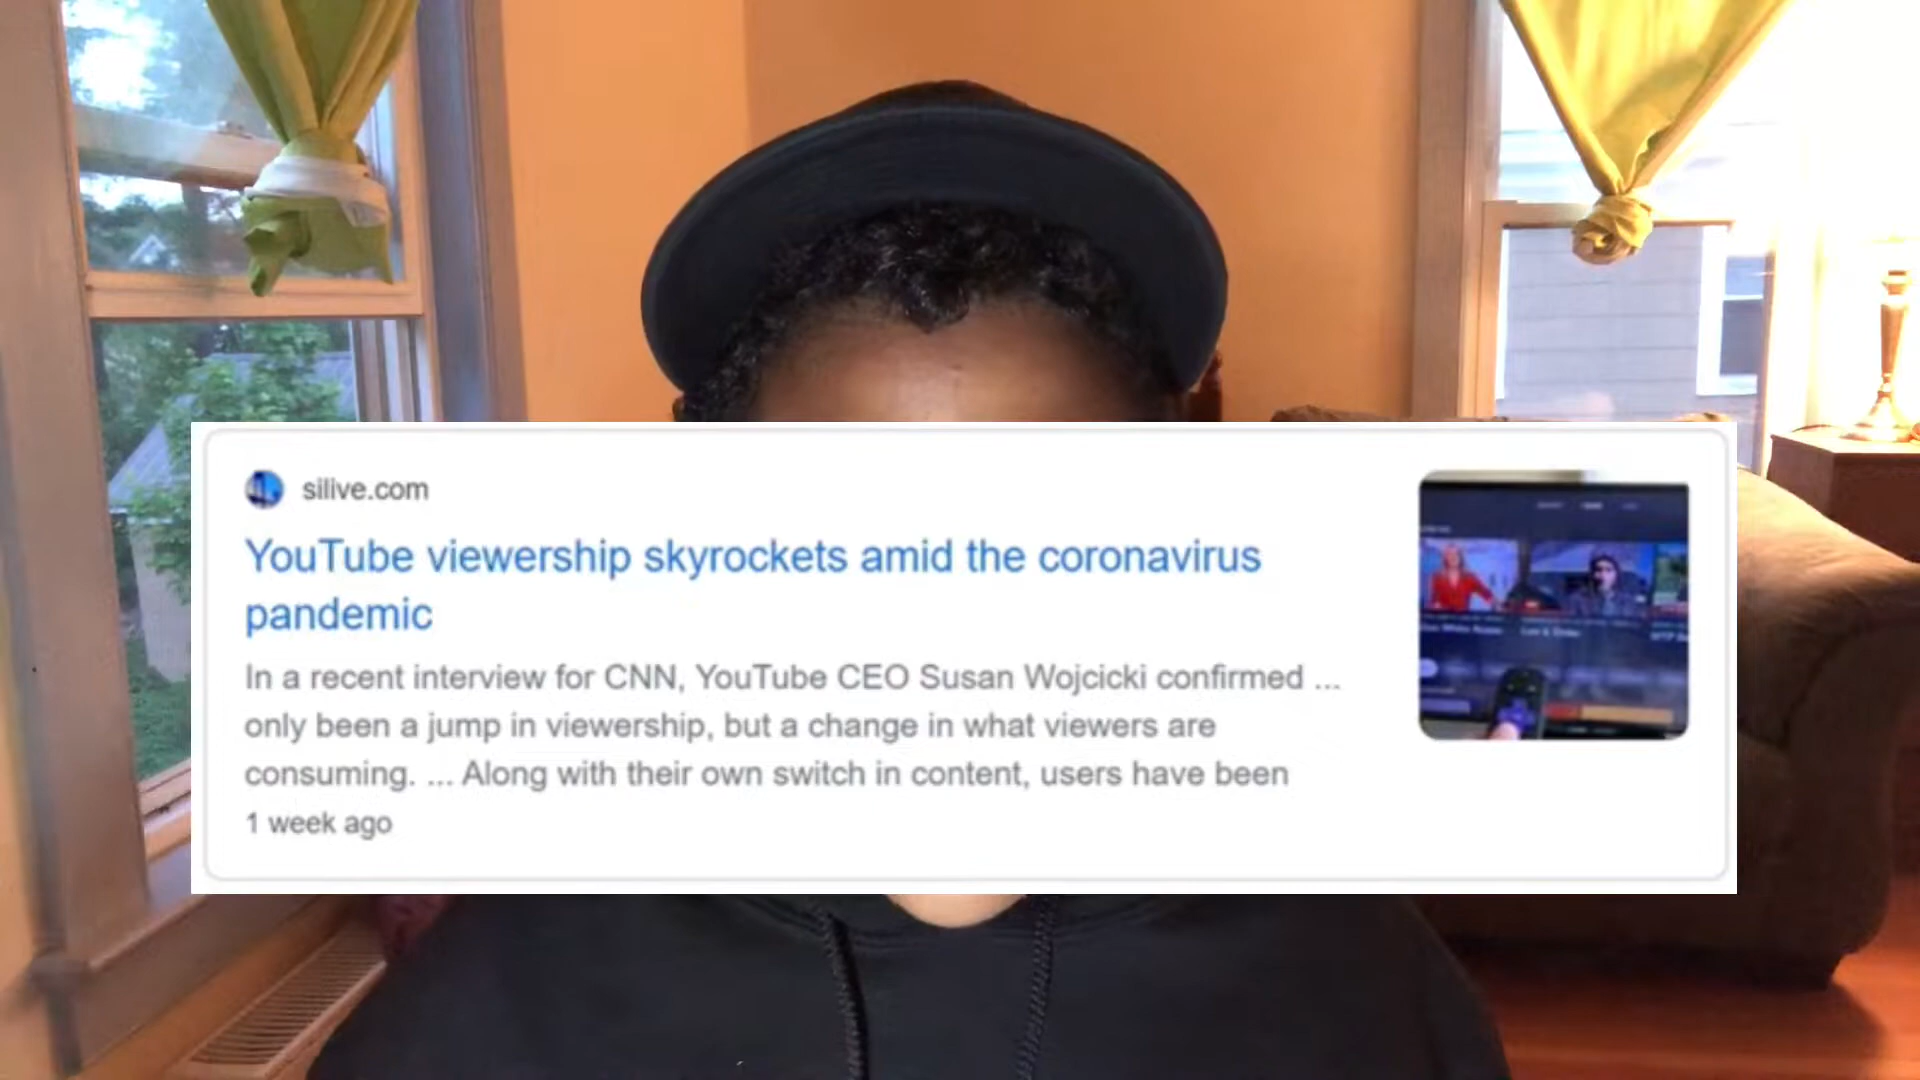 silive.com
YouTube viewership skyrockets amid the coronavirus
pandemic
In a recent interview for CNN, YouTube CEO Susan Wojcicki confirmed ...
only been a jump in viewership, but a change in what viewers are
consuming. ... Along with their own switch in content, users have been
1 week ago